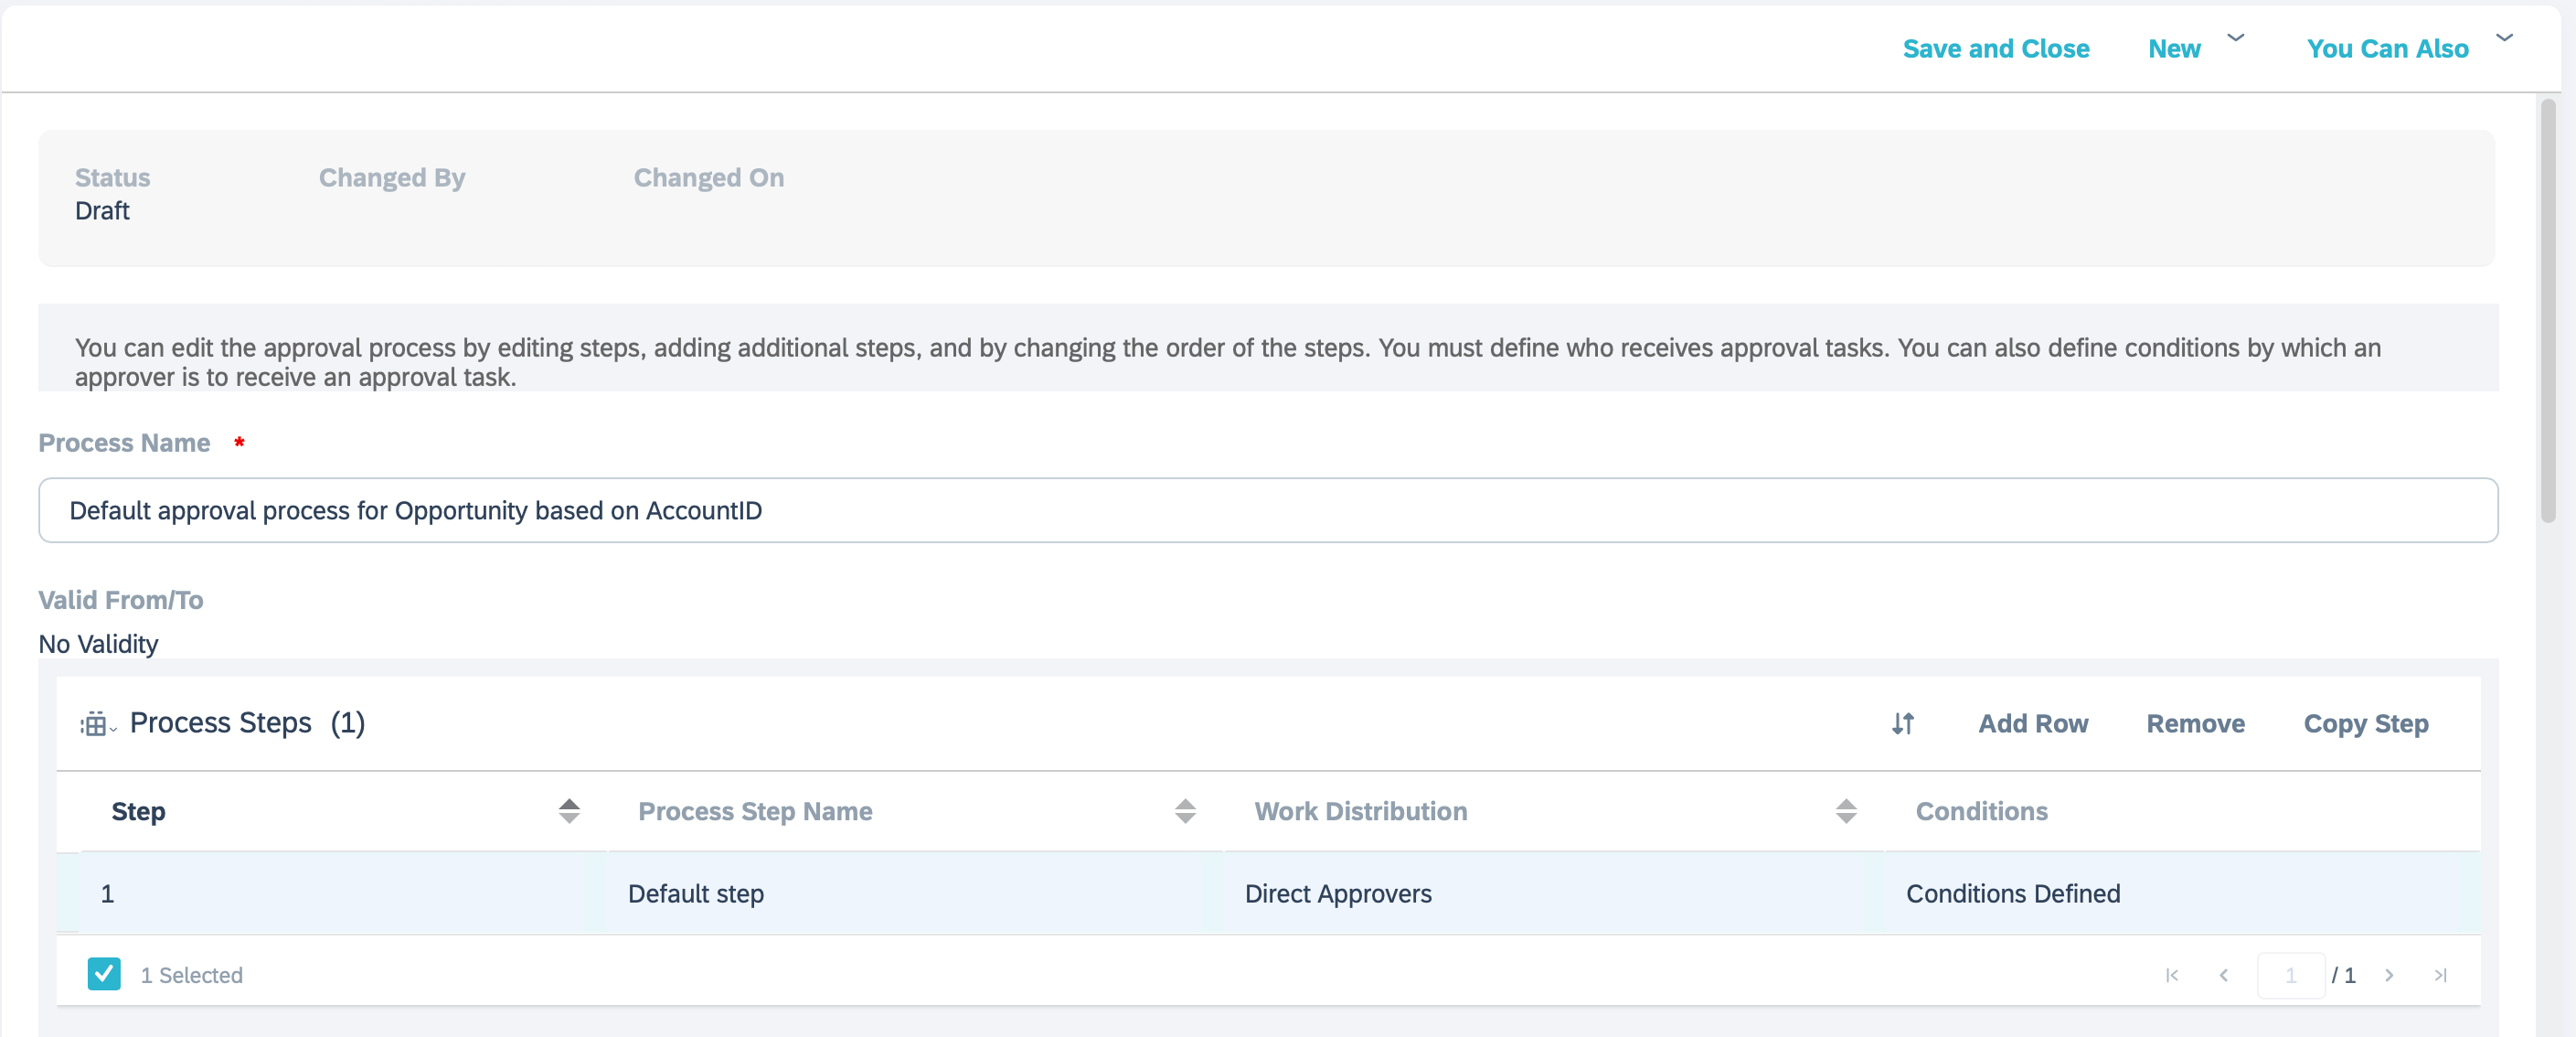 Save and Close New You Can Also
Status Changed By Changed On
Draft
You can edit the approval process by editing steps, adding additional steps, and by changing the order of the steps. You must define who receives approval tasks. You can also define conditions by which an
approver is to receive an approval task.
Process Name *
Default approval process for Opportunity based on AccountID
Valid From/To
No Validity
Process Steps (1) Add Row Remove Copy Step
Step Process Step Name Work Distribution Conditions
1 Default step Direct Approvers Conditions Defined
1 Selected 1 / 1